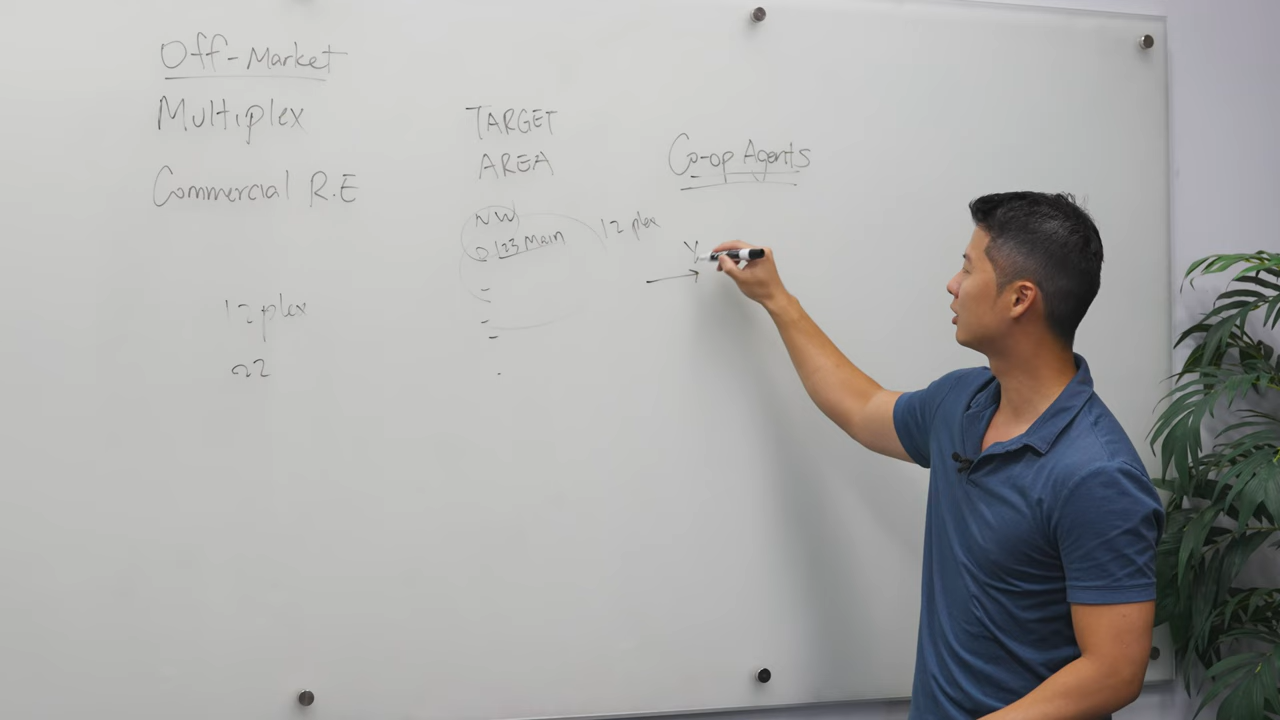 Off-Market
Multiplex
Commercial R.E
12 plex
22
TARGET
AREA
NW
123 Main
12 plex
Co-op Agents